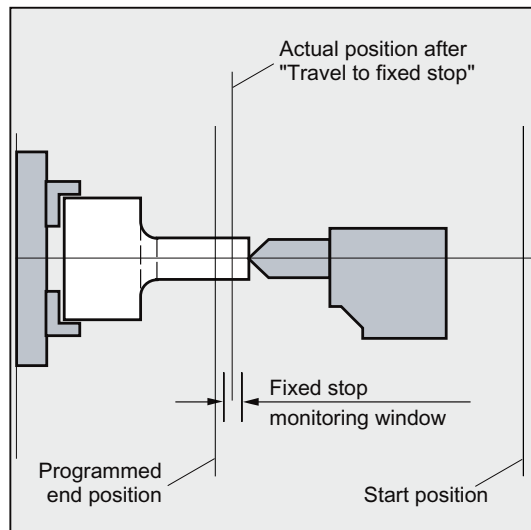 Actual position after
"Travel to fixed stop"
Fixed stop
monitoring window
Programmed
end position
Start position